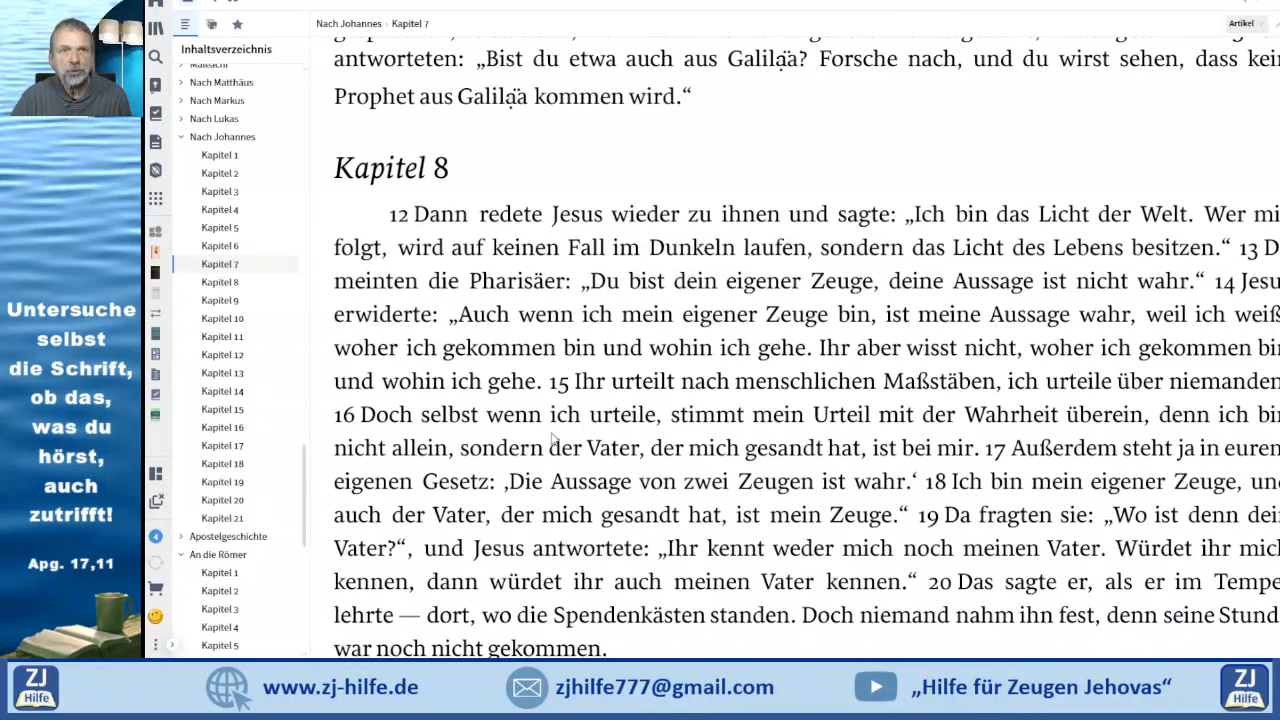 Untersuche
selbst
die Schrift,
ob das,
was du
hörst,
auch
zutrifft!
Apg. 17,11
Inhaltsverzeichnis
Maleachi
Nach Matthäus
Nach Markus
Nach Lukas
Nach Johannes
Kapitel 1
Kapitel 2
Kapitel 3
Kapitel 4
Kapitel 5
Kapitel 6
Kapitel 7
Kapitel 8
Kapitel 9
Kapitel 10
Kapitel 11
Kapitel 12
Kapitel 13
Kapitel 14
Kapitel 15
Kapitel 16
Kapitel 17
Kapitel 18
Kapitel 19
Kapitel 20
Kapitel 21
Apostelgeschichte
An die Römer
Kapitel 1
Kapitel 2
Kapitel 3
Kapitel 4
Kapitel 5
4
Nach Johannes › Kapitel 7
Artikel
antworteten: „Bist du etwa auch aus Galiläa? Forsche nach, und du wirst sehen, dass kein
Prophet aus Galiläa kommen wird.“
Kapitel 8
12 Dann redete Jesus wieder zu ihnen und sagte: „Ich bin das Licht der Welt. Wer mi
folgt, wird auf keinen Fall im Dunkeln laufen, sondern das Licht des Lebens besitzen.“ 13 D
meinten die Pharisäer: „Du bist dein eigener Zeuge, deine Aussage ist nicht wahr.“ 14 Jesu
erwiderte: „Auch wenn ich mein eigener Zeuge bin, ist meine Aussage wahr, weil ich weiß
woher ich gekommen bin und wohin ich gehe. Ihr aber wisst nicht, woher ich gekommen bin
und wohin ich gehe. 15 Ihr urteilt nach menschlichen Maßstäben, ich urteile über niemanden
16 Doch selbst wenn ich urteile, stimmt mein Urteil mit der Wahrheit überein, denn ich bi
nicht allein, sondern der Vater, der mich gesandt hat, ist bei mir. 17 Außerdem steht ja in euren
eigenen Gesetz: ‚Die Aussage von zwei Zeugen ist wahr.‘ 18 Ich bin mein eigener Zeuge, und
auch der Vater, der mich gesandt hat, ist mein Zeuge.“ 19 Da fragten sie: „Wo ist denn dein
Vater?“, und Jesus antwortete: „Ihr kennt weder mich noch meinen Vater. Würdet ihr mich
kennen, dann würdet ihr auch meinen Vater kennen.“ 20 Das sagte er, als er im Tempe
lehrte — dort, wo die Spendenkästen standen. Doch niemand nahm ihn fest, denn seine Stund
war noch nicht gekommen.
ZJ
Hilfe
www.zj-hilfe.de
zjhilfe777@gmail.com
„Hilfe für Zeugen Jehovas“
ZJ
Hilfe